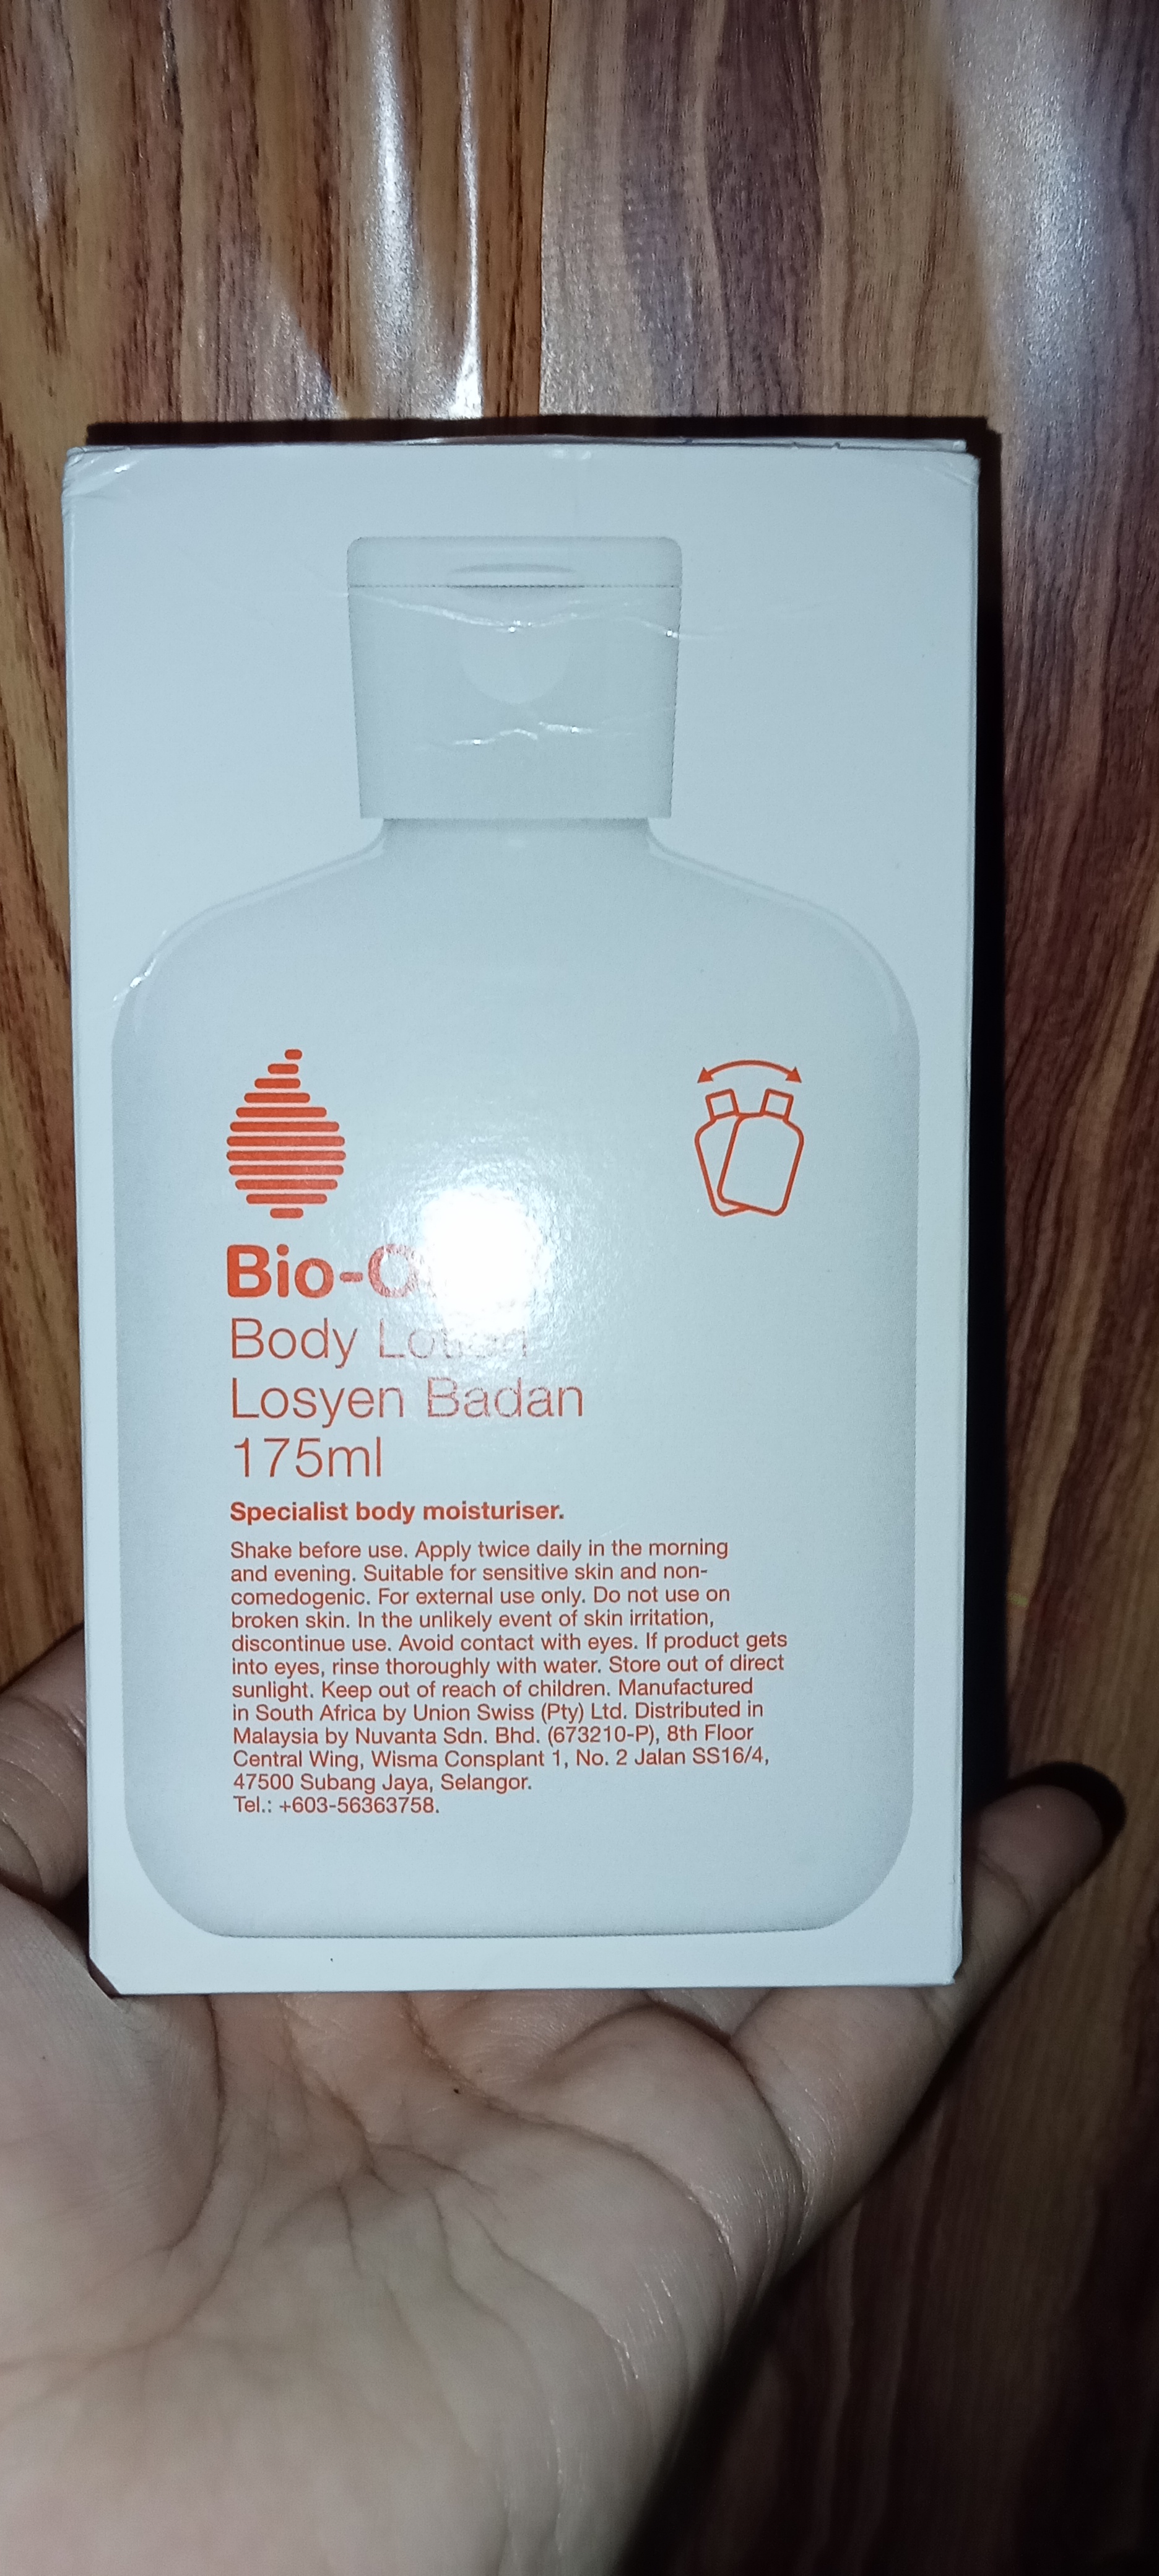 Body Lotion
Losyen Badan
175ml
Specialist body moisturiser.
Shake before use. Apply twice daily in the morning
and evening. Suitable for sensitive skin and non-
comedogenic. For external use only. Do not use on
broken skin. In the unlikely event of skin irritation,
discontinue use. Avoid contact with eyes. If product gets
into eyes, rinse thoroughly with water. Store out of direct
sunlight. Keep out of reach of children. Manufactured
in South Africa by Union Swiss (Pty) Ltd. Distributed in
Malaysia by Nuvanta Sdn. Bhd. (673210-P), 8th Floor
Central Wing, Wisma Consplant 1, No. 2 Jalan SS16/4,
47500 Subang Jaya, Selangor.
Tel.: +603-56363758.